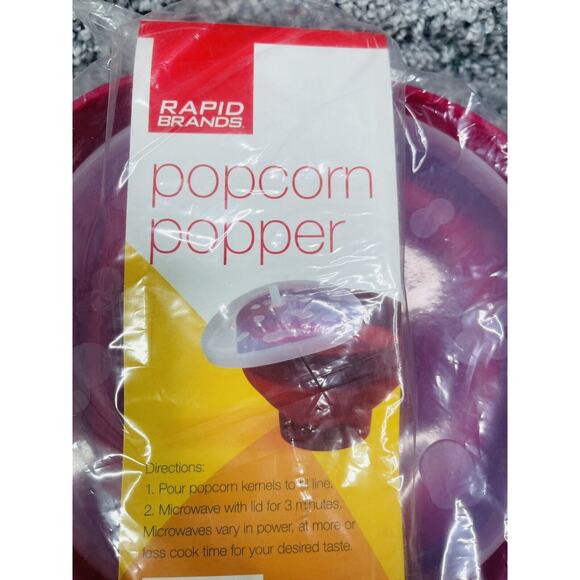 RAPID
BRANDS
popcorn
popper
Directions:
1. Pour popcorn kernels to fill line.
2. Microwave with lid for 3 minutes.
Microwaves vary in power, at more or
less cook time for your desired taste.